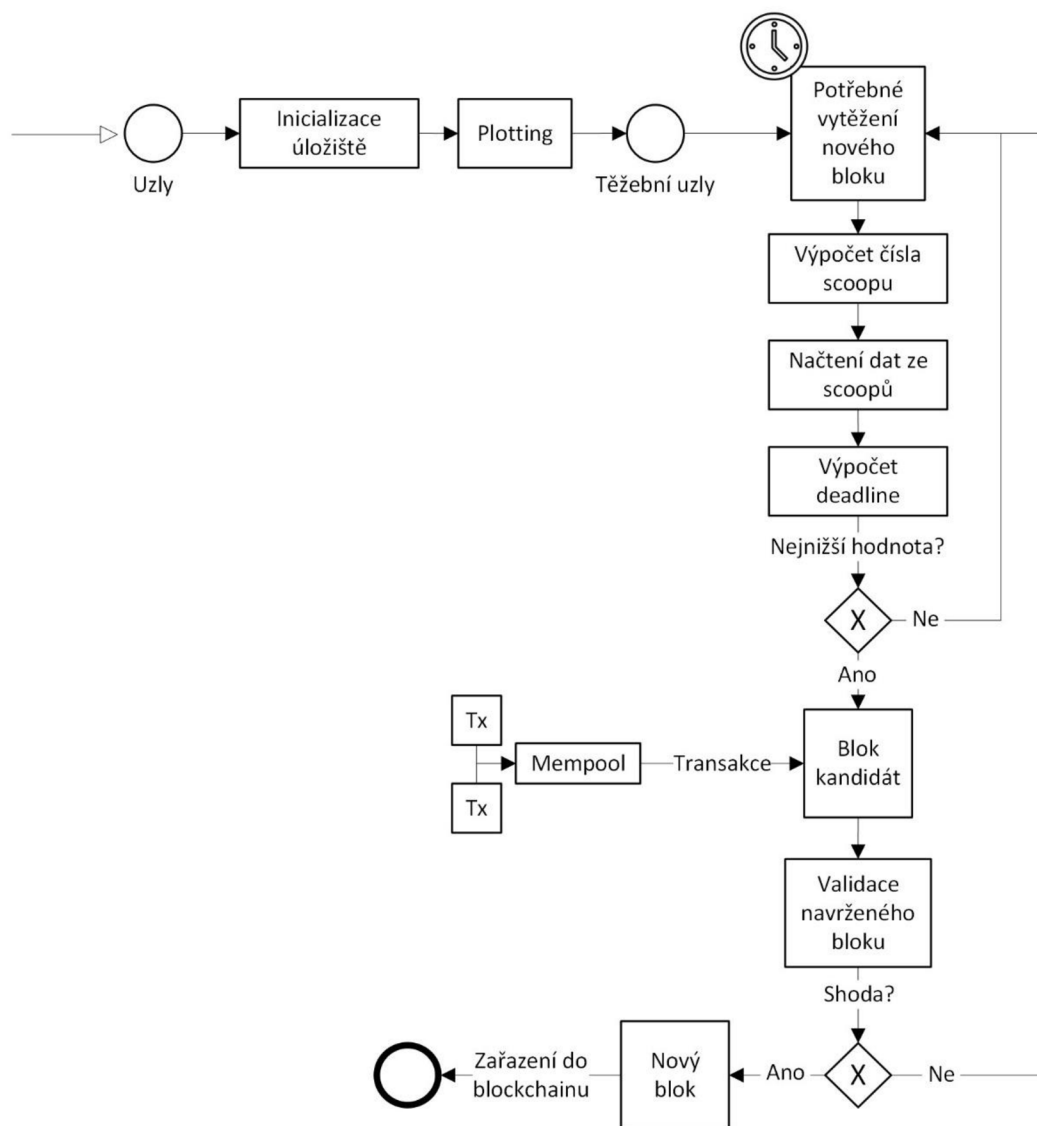 Potřebné
vytěžení
nového
bloku
Inicializace
úložiště
Plotting
Uzly
Těžební uzly
Výpočet čísla
scoopu
Načtení dat ze
scoopů
Výpočet
deadline
Nejnižší hodnota?
X
Ne
Ano
Tx
Mempool
Transakce
Blok
kandidát
Tx
Validace
navrženého
bloku
Shoda?
Zařazení do
blockchainu
Nový
blok
Ano
X
Ne